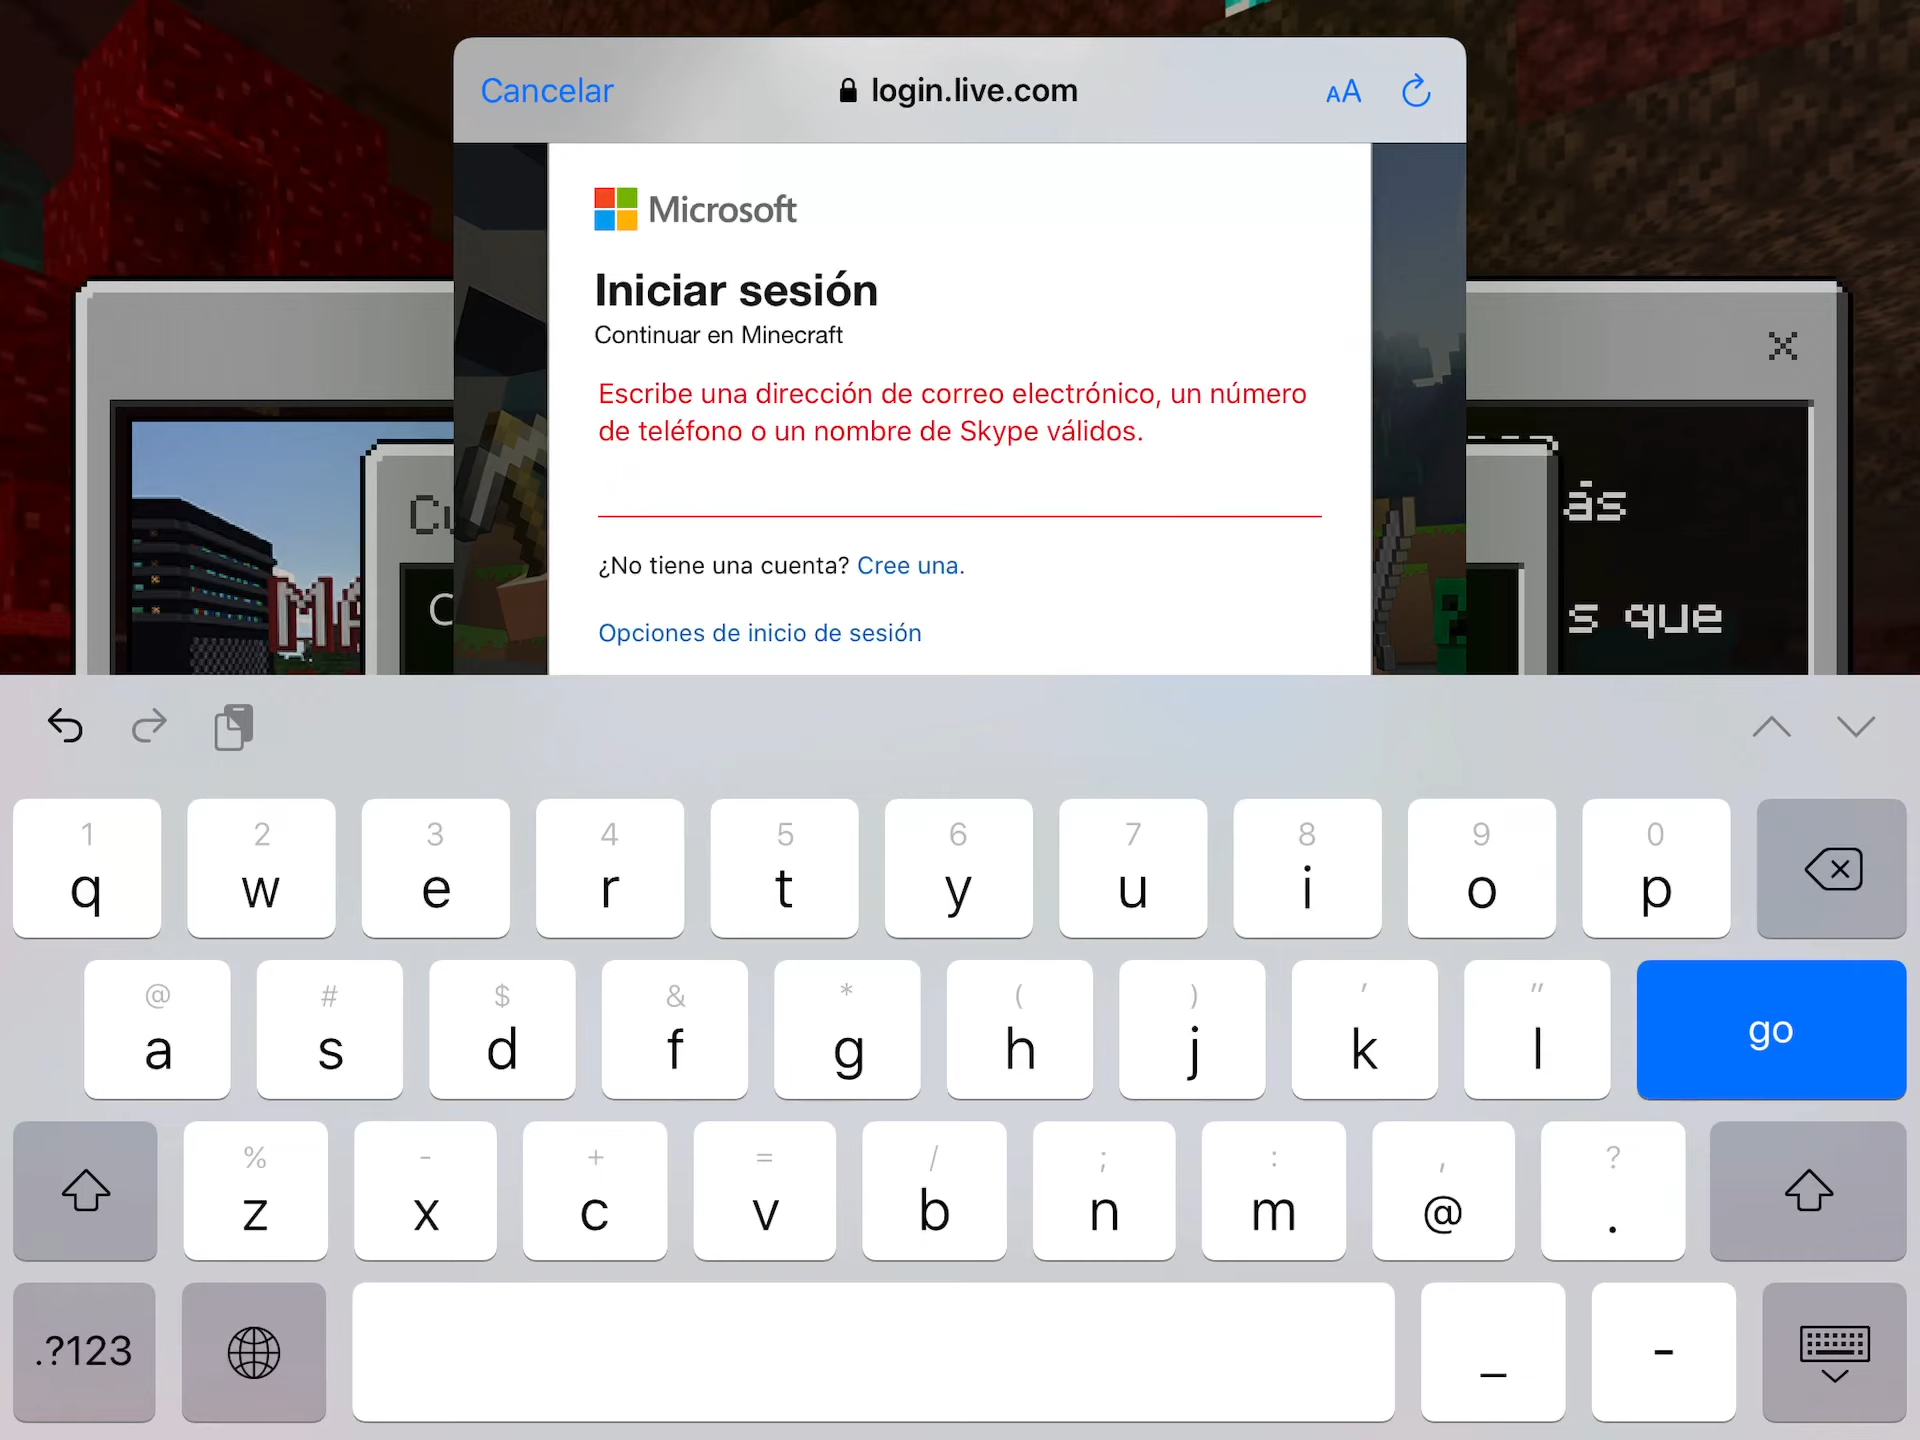 Cancelar
login.live.com
AA
Microsoft
Iniciar sesión
Continuar en Minecraft
Escribe una dirección de correo electrónico, un número
de teléfono o un nombre de Skype válidos.
¿No tiene una cuenta? Cree una.
Opciones de inicio de sesión
Cu
C
MA
ás
s que
1 2 3 4 5 6 7 8 9 0
q w e r t y u i o p
@ # $ & * ( ) ' "
a s d f g h j k l go
% - + = / ; : , ?
z x c v b n m @ .
.?123 _ -